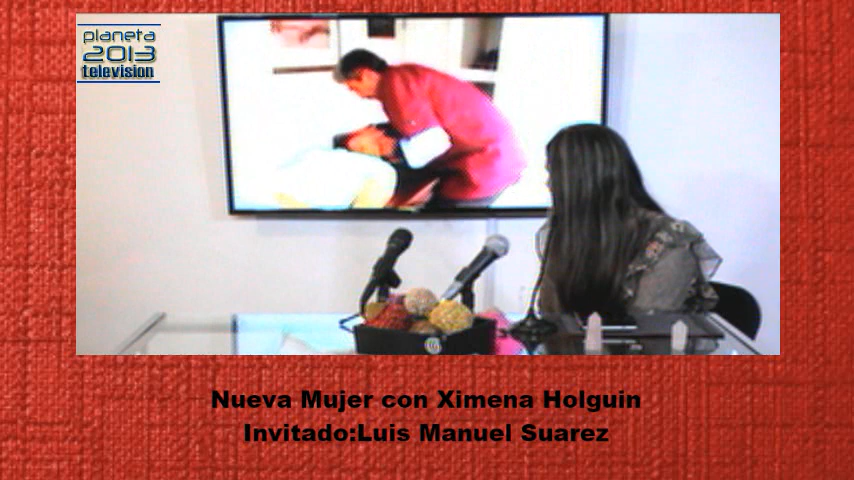 planeta
2013
television
Nueva Mujer con Ximena Holguin
Invitado:Luis Manuel Suarez